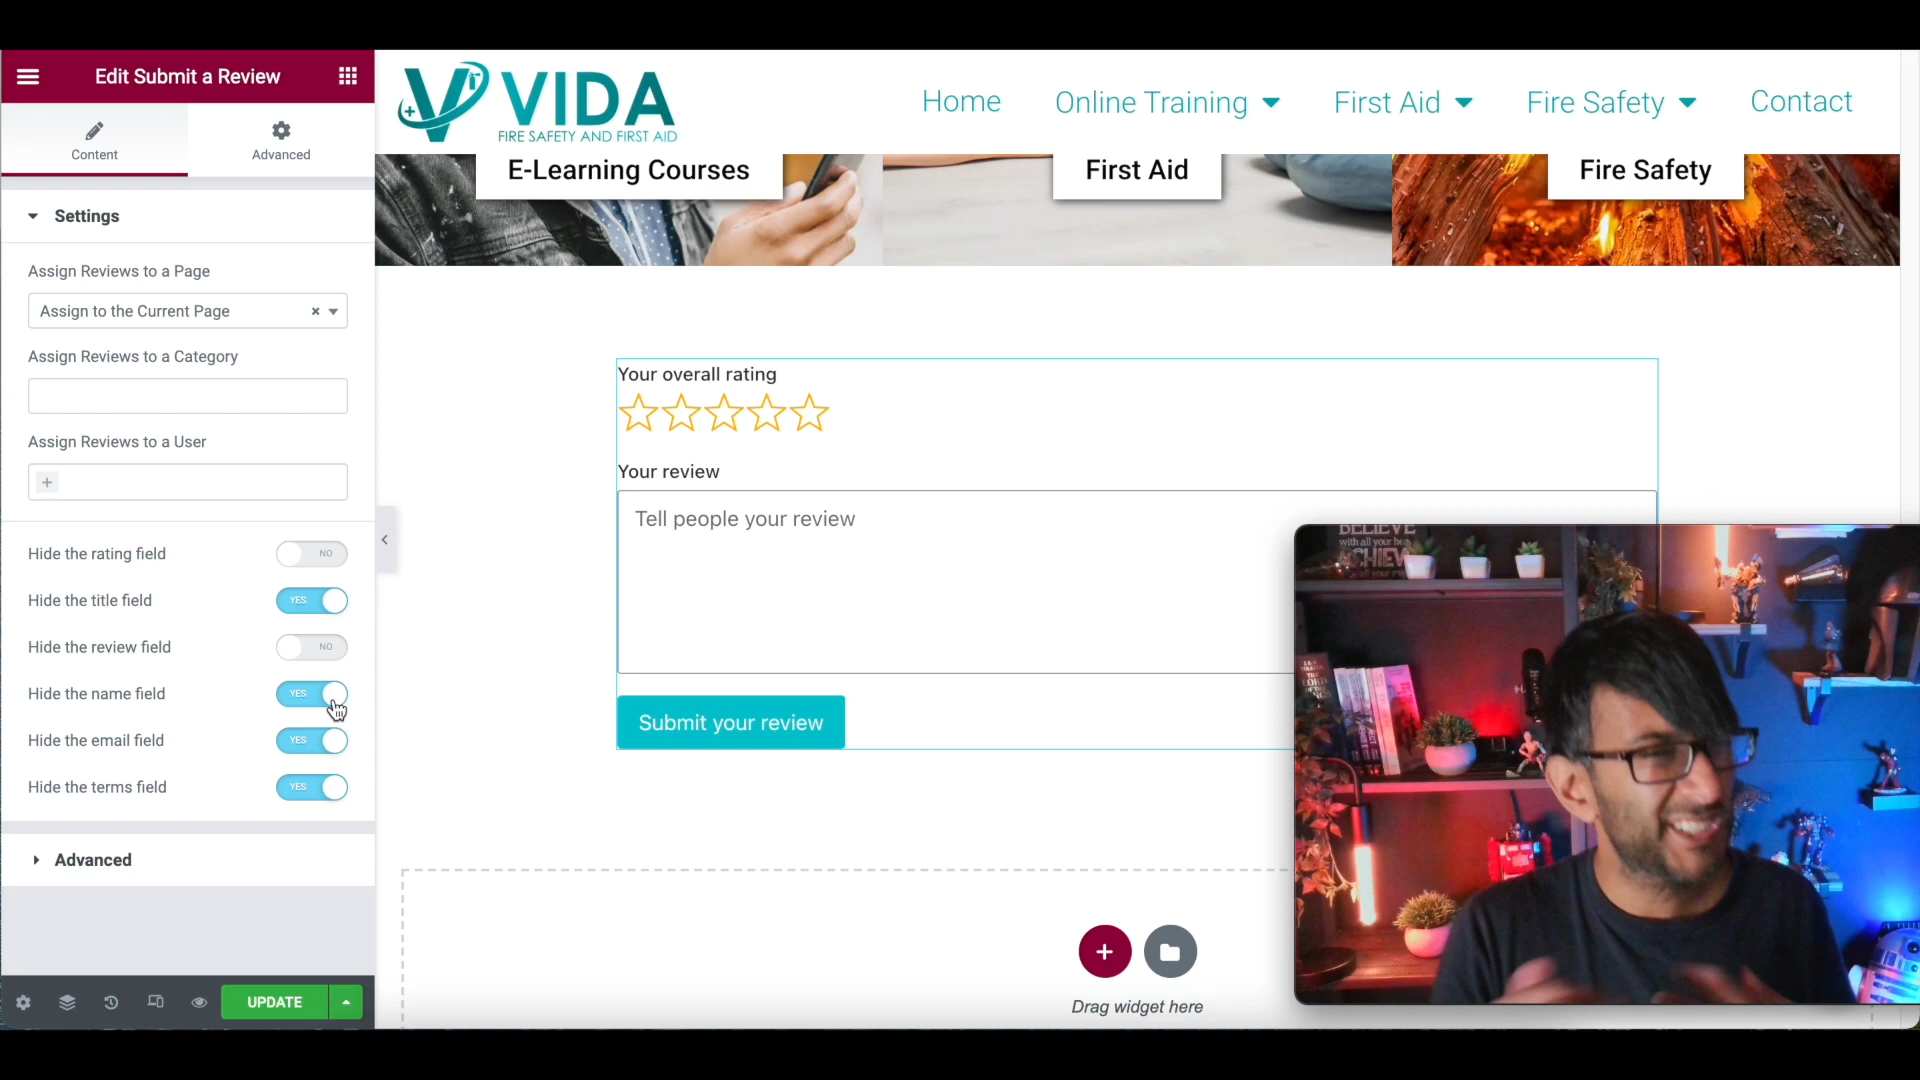 Edit Submit a Review
Content
Advanced
Settings
Assign Reviews to a Page
Assign to the Current Page
Assign Reviews to a Category
Assign Reviews to a User
Hide the rating field
NO
Hide the title field
YES
Hide the review field
NO
Hide the name field
YES
Hide the email field
YES
Hide the terms field
YES
Advanced
UPDATE
VIDA
FIRE SAFETY AND FIRST AID
Home
Online Training
First Aid
Fire Safety
Contact
E-Learning Courses
First Aid
Fire Safety
Your overall rating
Your review
Tell people your review
Submit your review
Drag widget here
BELIEVE
with all your